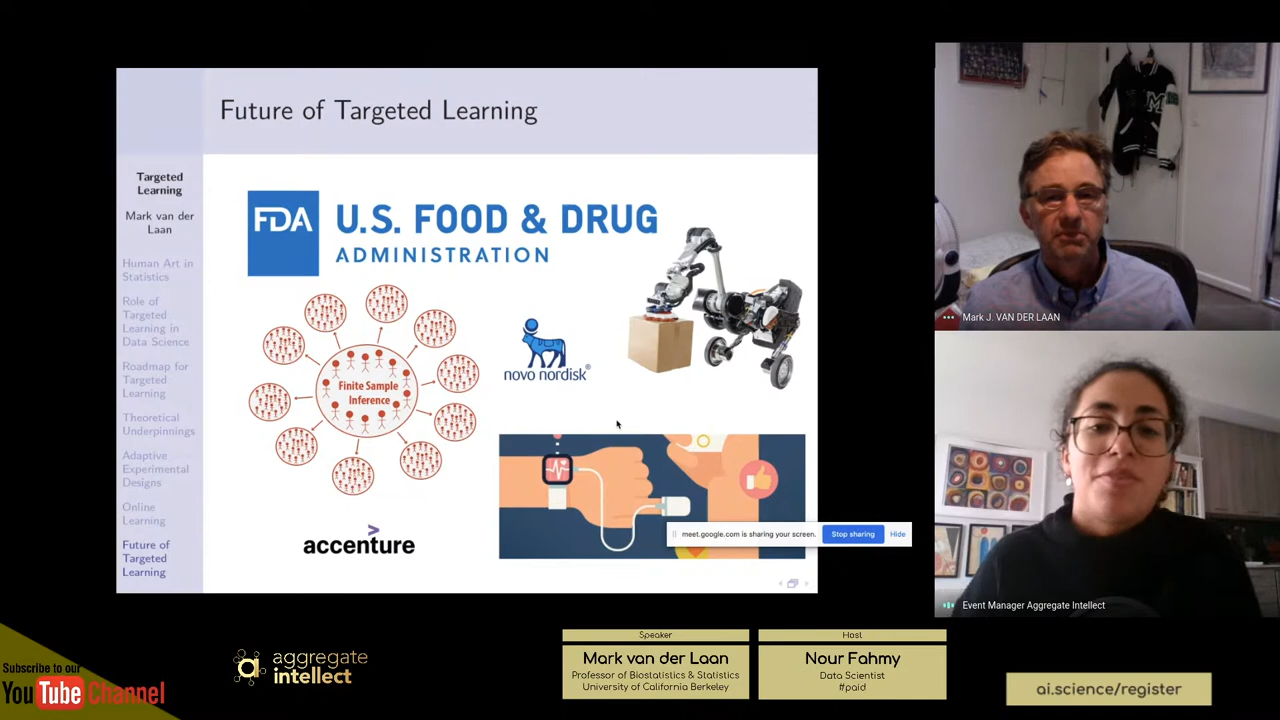 Future of Targeted Learning
Targeted
Learning
Mark van der
Laan
Human Art in
Statistics
Role of
Targeted
Learning in
Data Science
Roadmap for
Targeted
Learning
Theoretical
Underpinnings
Adaptive
Experimental
Designs
Online
Learning
Future of
Targeted
Learning
FDA
U.S. FOOD & DRUG
ADMINISTRATION
Finite Sample
Inference
novo nordisk®
accenture
meet.google.com is sharing your screen.
Stop sharing
Hide
M
Mark J. VAN DER LAAN
Event Manager Aggregate Intellect
Subscribe to our
YouTube Channel
a
aggregate
intellect
Speaker
Mark van der Laan
Professor of Biostatistics & Statistics
University of California Berkeley
Host
Nour Fahmy
Data Scientist
#paid
ai.science/register